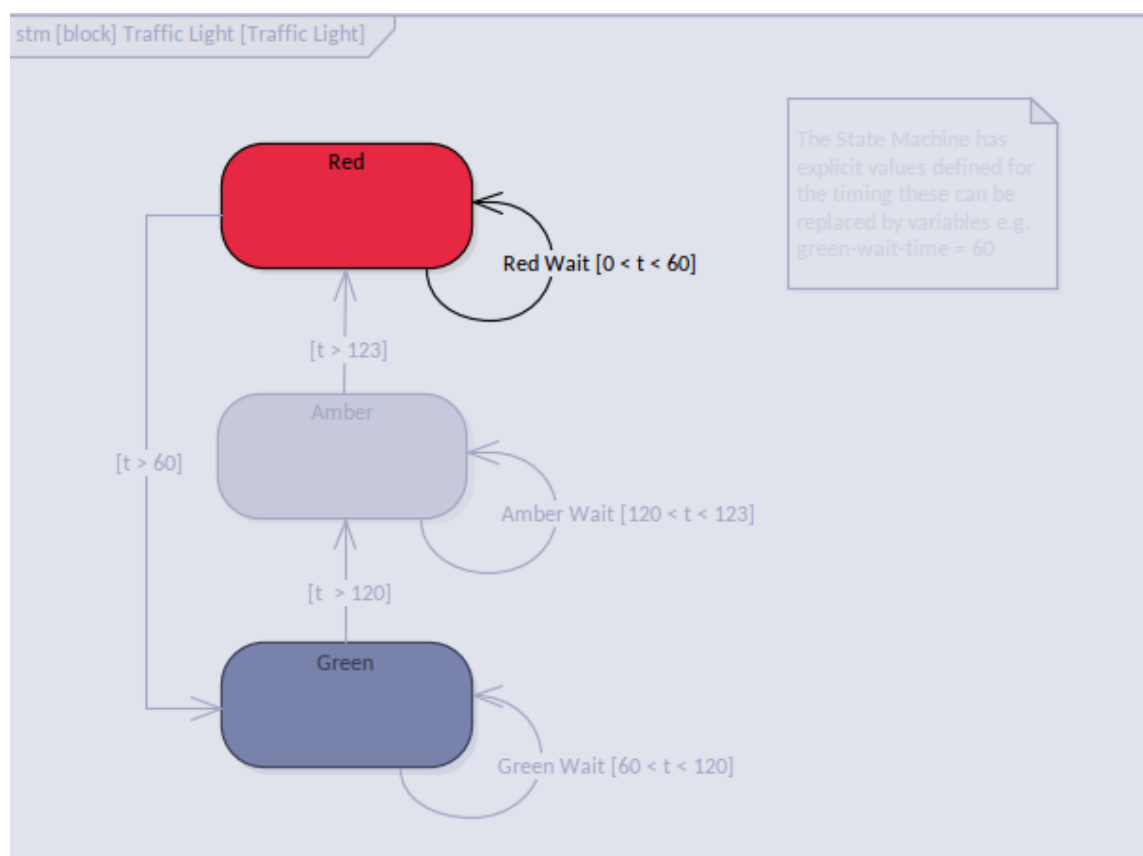 stm [block] Traffic Light [Traffic Light]
The State Machine has
explicit values defined for
the timing these can be
replaced by variables e.g.
green-wait-time = 60
Red
Red Wait [0 < t < 60]
[t > 123]
Amber
[t > 60]
Amber Wait [120 < t < 123]
[t  > 120]
Green
Green Wait [60 < t < 120]